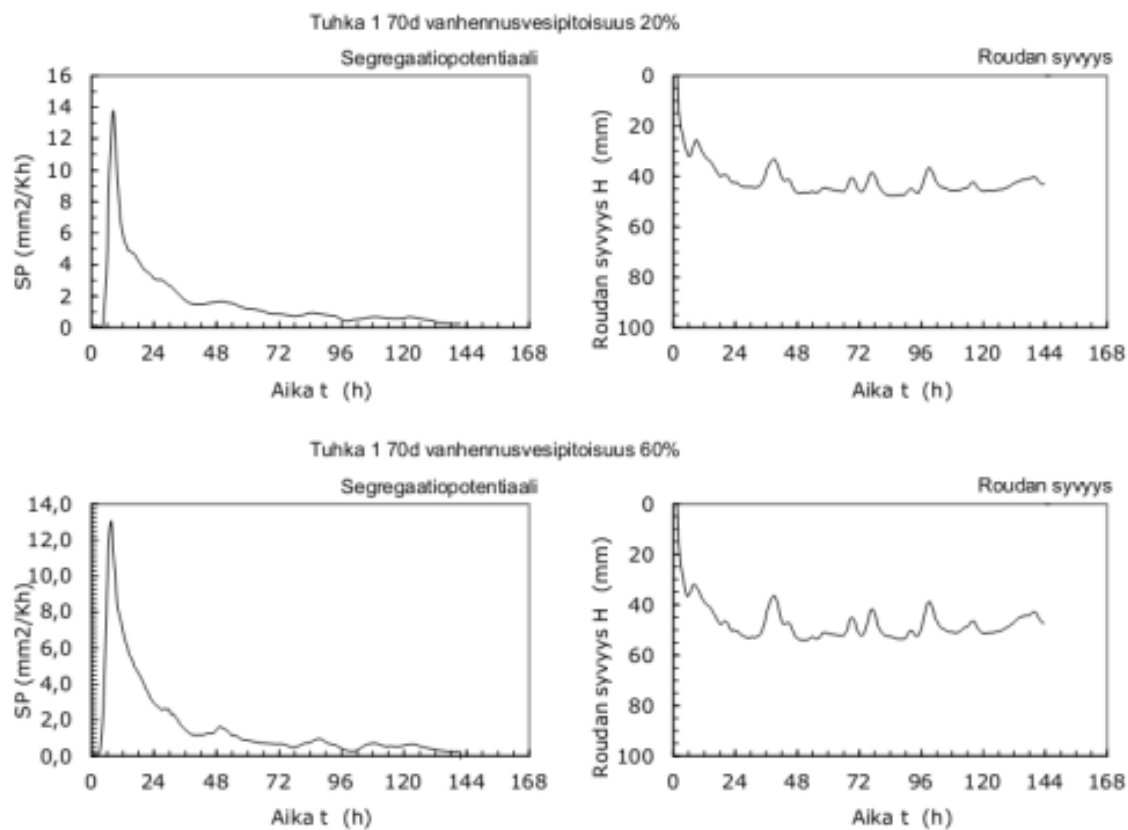 Tuhka 1 70d vanhennusvesipitoisuus 20%
Segregaatiopotentiaali
16
14
12
10
8
6
4
2
0
SP (mm2/Kh)
0 24 48 72 96 120 144 168
Aika t (h)
Roudan syvyys
0
20
40
60
80
100
Roudan syvyys H (mm)
0 24 48 72 96 120 144 168
Aika t (h)
Tuhka 1 70d vanhennusvesipitoisuus 60%
Segregaatiopotentiaali
14,0
12,0
10,0
8,0
6,0
4,0
2,0
0,0
SP (mm2/Kh)
0 24 48 72 96 120 144 168
Aika t (h)
Roudan syvyys
0
20
40
60
80
100
Roudan syvyys H (mm)
0 24 48 72 96 120 144 168
Aika t (h)